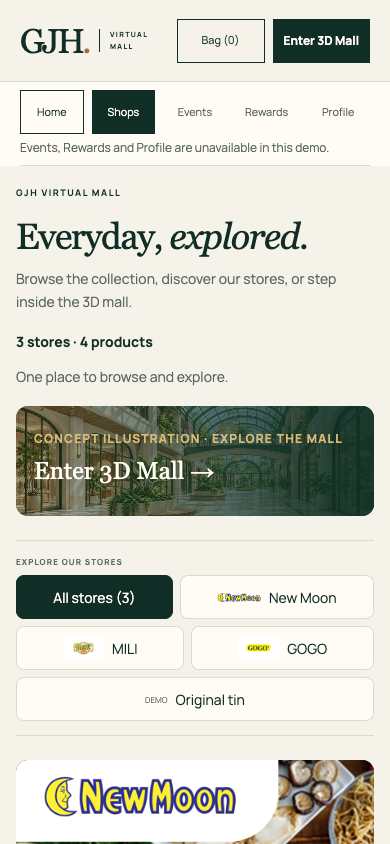 GJH.
VIRTUAL
MALL
Bag (0)
Enter 3D Mall
Home
Shops
Events
Rewards
Profile
Events, Rewards and Profile are unavailable in this demo.
GJH VIRTUAL MALL
Everyday, explored.
Browse the collection, discover our stores, or step
inside the 3D mall.
3 stores · 4 products
One place to browse and explore.
CONCEPT ILLUSTRATION · EXPLORE THE MALL
Enter 3D Mall →
EXPLORE OUR STORES
All stores (3)
NewMoon New Moon
MILI
GOGO GOGO
DEMO Original tin
NewMoon